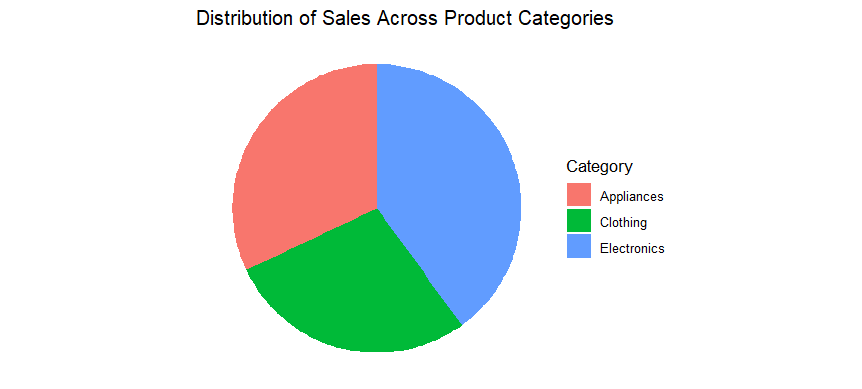 Distribution of Sales Across Product Categories
Category
Appliances
Clothing
Electronics